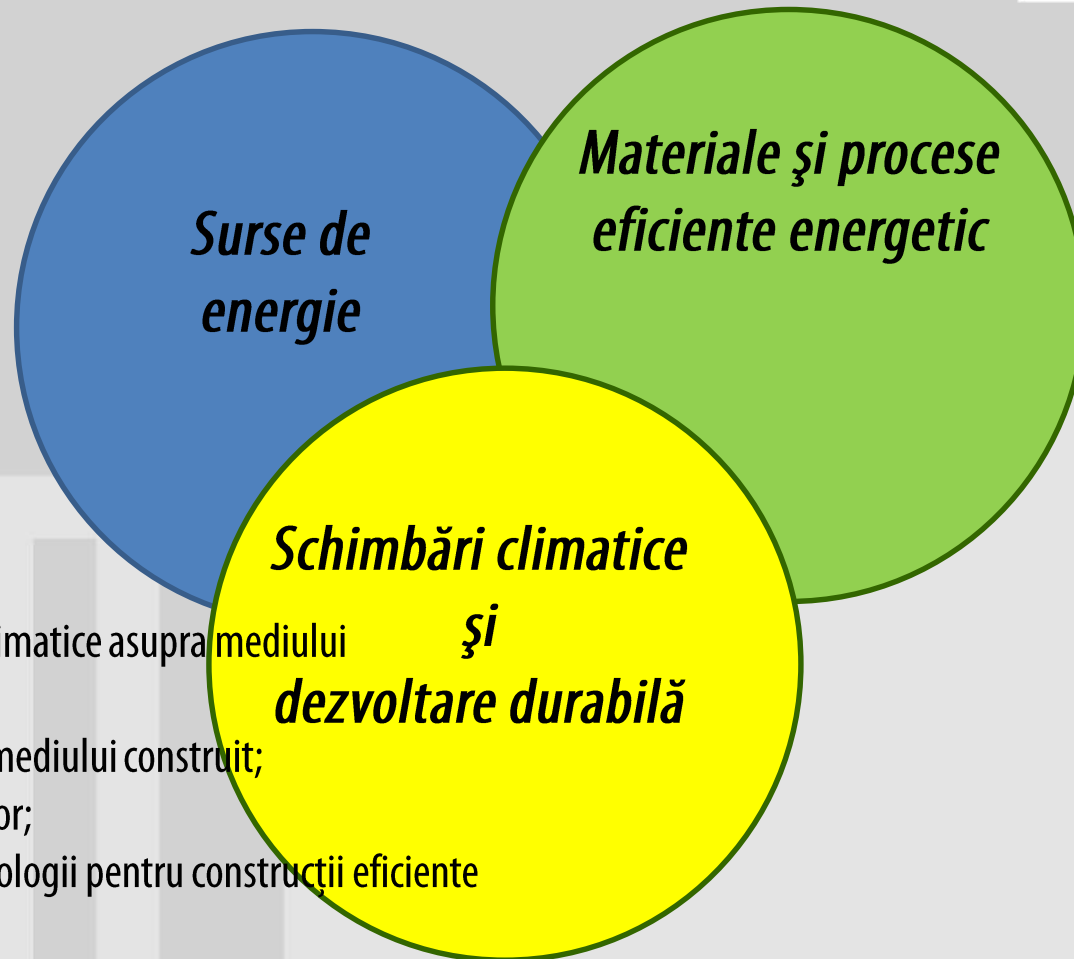 Materiale şi procese
eficiente energetic
Surse de
energie
Schimbări climatice
şi
dezvoltare durabilă
asupra mediului
mediului construit;
pentru construcţii eficiente